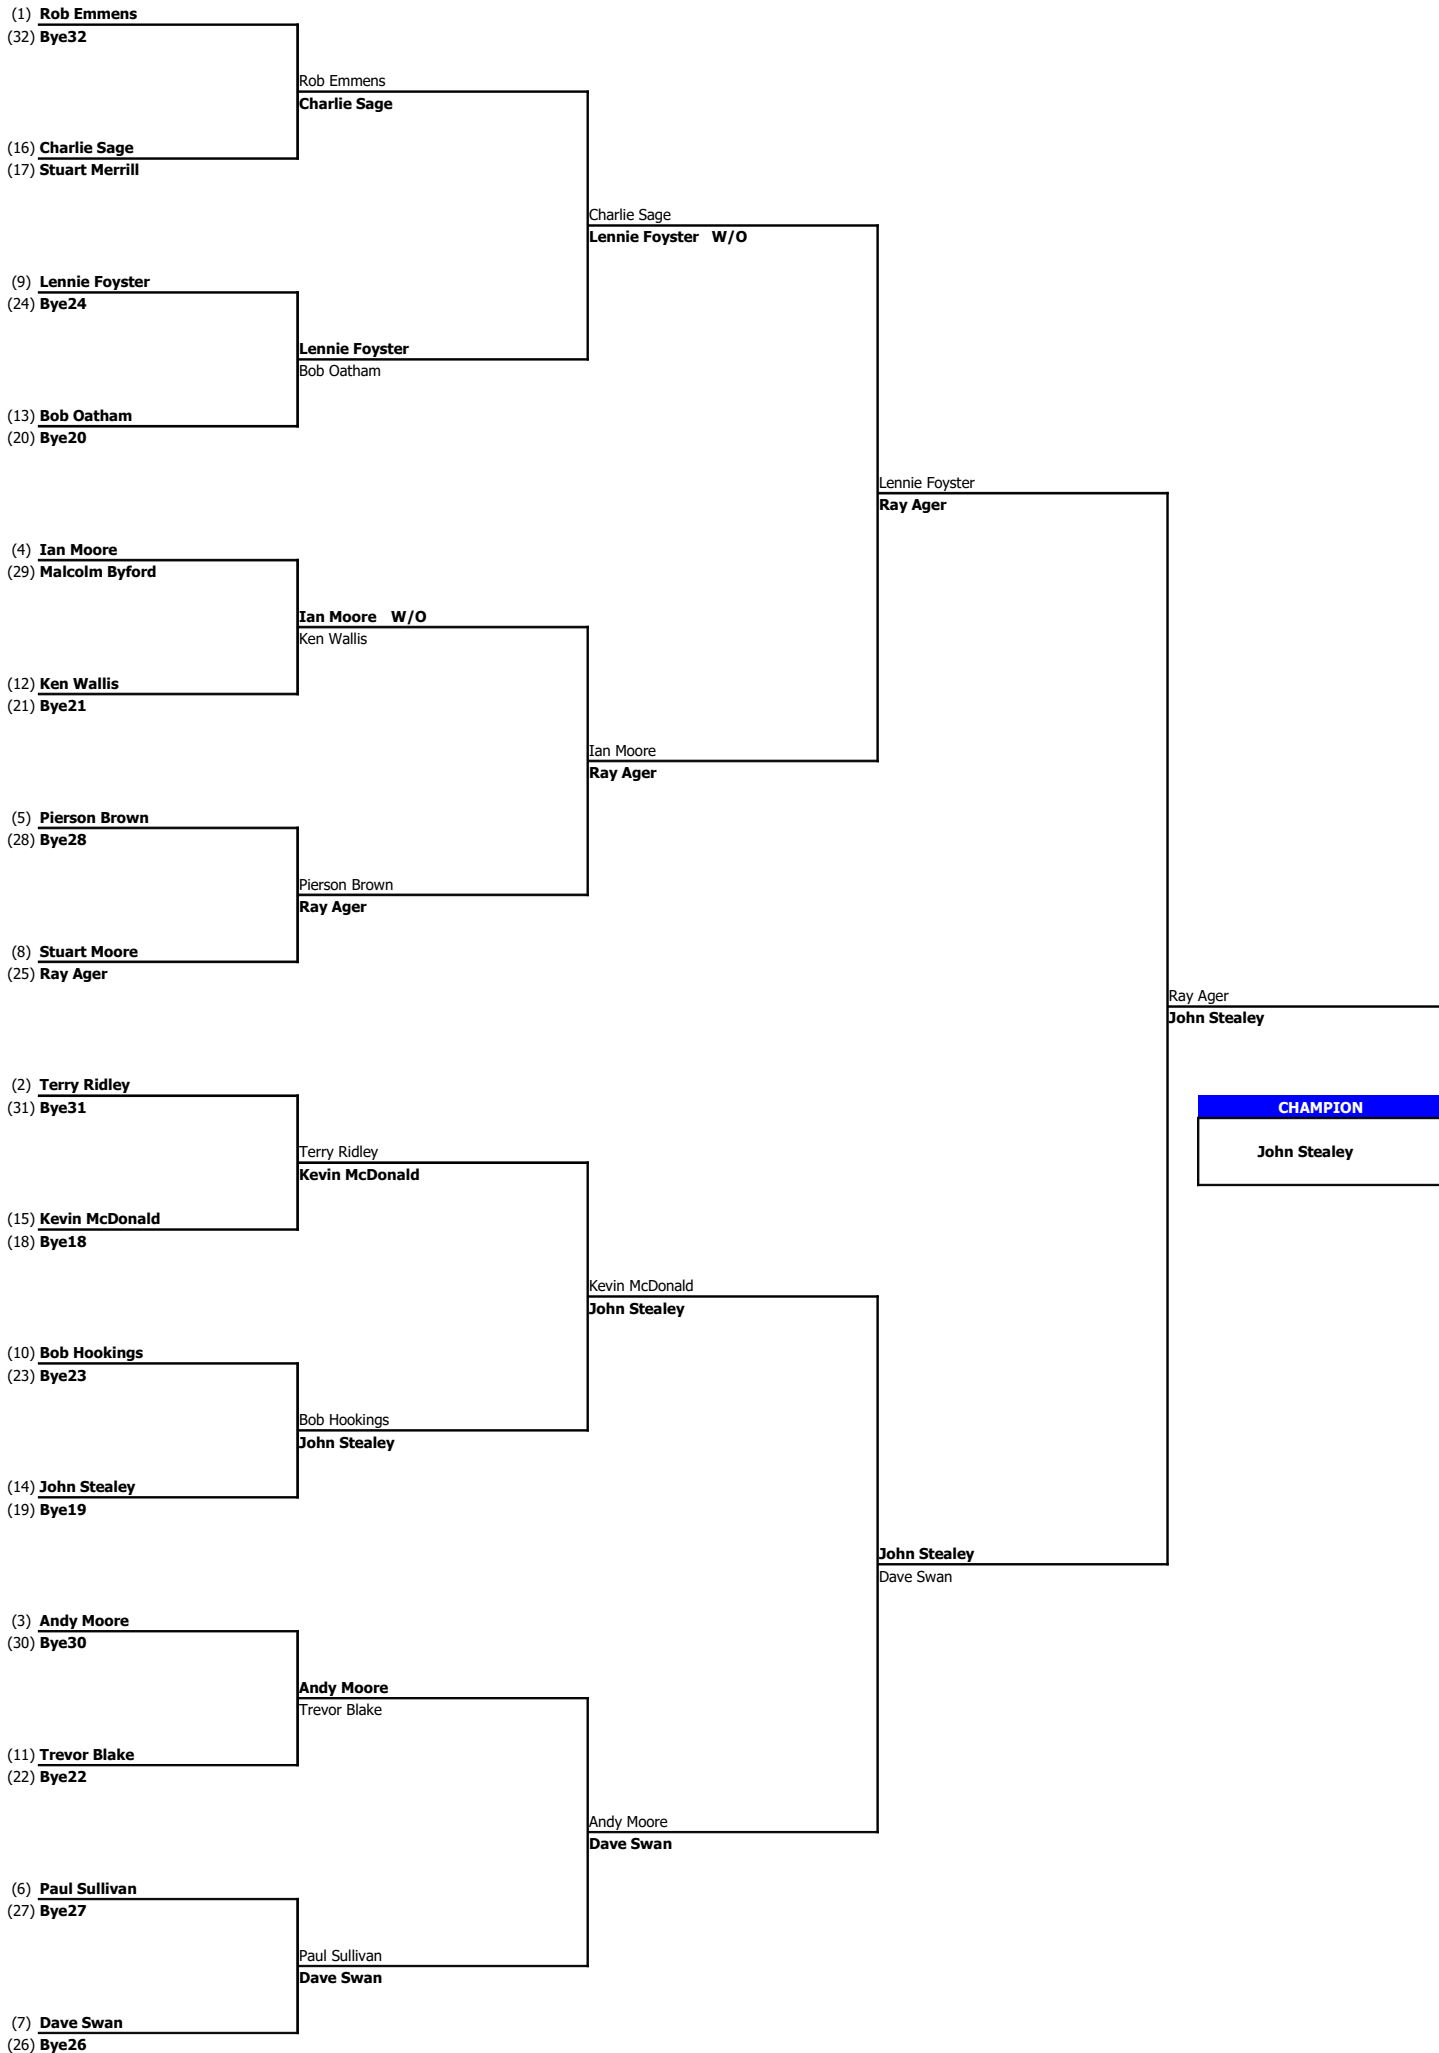 (1) Rob Emmens
(32) Bye32
Rob Emmens
Charlie Sage
(16) Charlie Sage
(17) Stuart Merrill
Charlie Sage
Lennie Foyster W/O
(9) Lennie Foyster
(24) Bye24
Lennie Foyster
Bob Oatham
(13) Bob Oatham
(20) Bye20
Lennie Foyster
Ray Ager
(4) Ian Moore
(29) Malcolm Byford
Ian Moore W/O
Ken Wallis
(12) Ken Wallis
(21) Bye21
Ian Moore
Ray Ager
(5) Pierson Brown
(28) Bye28
Pierson Brown
Ray Ager
(8) Stuart Moore
(25) Ray Ager
Ray Ager
John Stealey
(2) Terry Ridley
(31) Bye31
CHAMPION
John Stealey
Terry Ridley
Kevin McDonald
(15) Kevin McDonald
(18) Bye18
Kevin McDonald
John Stealey
(10) Bob Hookings
(23) Bye23
Bob Hookings
John Stealey
(14) John Stealey
(19) Bye19
John Stealey
Dave Swan
(3) Andy Moore
(30) Bye30
Andy Moore
Trevor Blake
(11) Trevor Blake
(22) Bye22
Andy Moore
Dave Swan
(6) Paul Sullivan
(27) Bye27
Paul Sullivan
Dave Swan
(7) Dave Swan
(26) Bye26